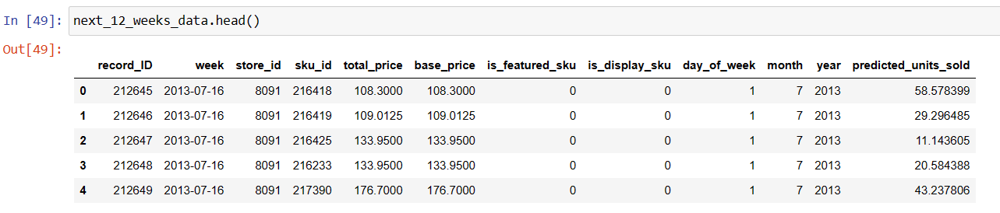 In [49]: next_12_weeks_data.head()
Out[49]:
record_ID week store_id sku_id total_price base_price is_featured_sku is_display_sku day_of_week month year predicted_units_sold
0 212645 2013-07-16 8091 216418 108.3000 108.3000 0 0 1 7 2013 58.578399
1 212646 2013-07-16 8091 216419 109.0125 109.0125 0 0 1 7 2013 29.296485
2 212647 2013-07-16 8091 216425 133.9500 133.9500 0 0 1 7 2013 11.143605
3 212648 2013-07-16 8091 216233 133.9500 133.9500 0 0 1 7 2013 20.584388
4 212649 2013-07-16 8091 217390 176.7000 176.7000 0 0 1 7 2013 43.237806